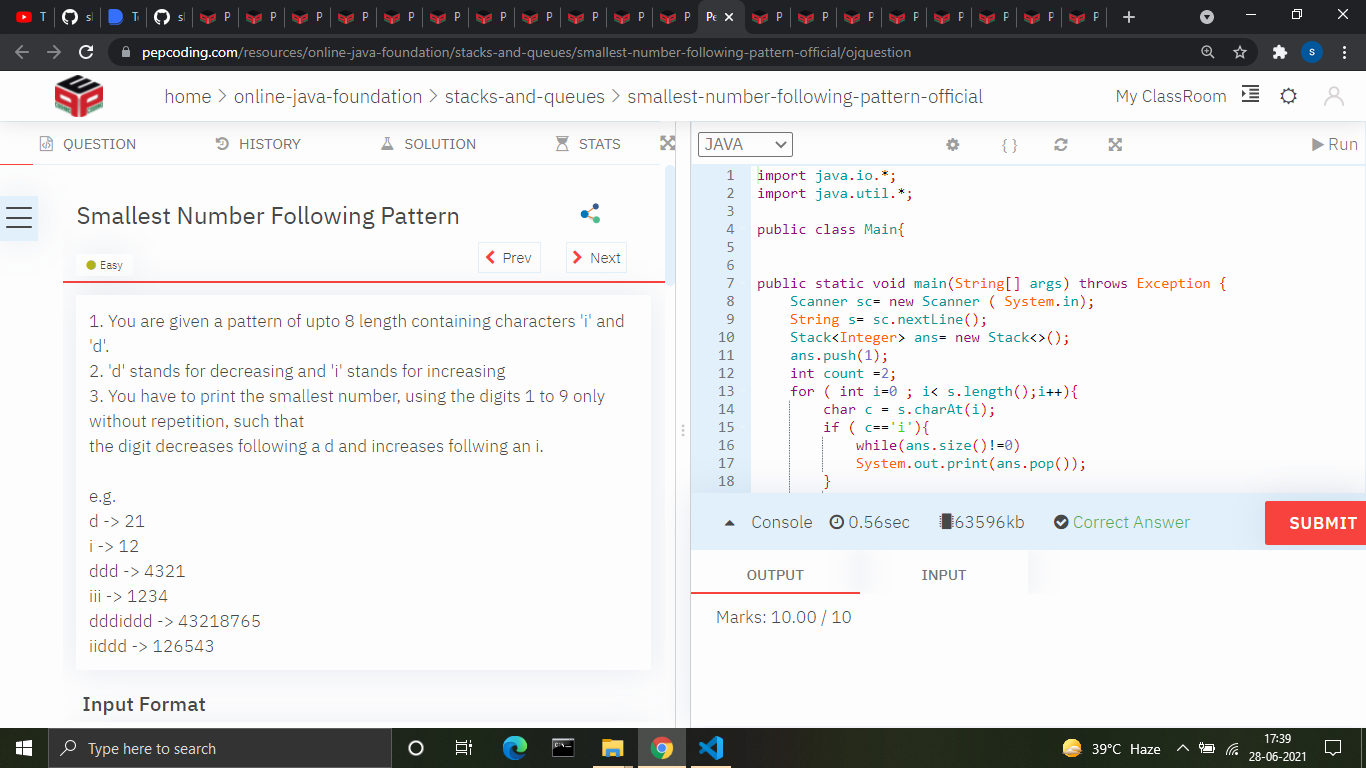 T
sl
D
To
sl
P
P
P
P
P
P
P
P
P
P
P
Pe
P
P
P
P
P
P
P
P
pepcoding.com/resources/online-java-foundation/stacks-and-queues/smallest-number-following-pattern-official/ojquestion
S
PEP
home > online-java-foundation > stacks-and-queues > smallest-number-following-pattern-official
My ClassRoom
QUESTION HISTORY SOLUTION STATS
JAVA { } Run
Smallest Number Following Pattern
Easy
Prev Next
1. You are given a pattern of upto 8 length containing characters 'i' and
'd'.
2. 'd' stands for decreasing and 'i' stands for increasing
3. You have to print the smallest number, using the digits 1 to 9 only
without repetition, such that
the digit decreases following a d and increases follwing an i.
e.g.
d -> 21
i -> 12
ddd -> 4321
iii -> 1234
dddiddd -> 43218765
iiddd -> 126543
Input Format
1 import java.io.*;
2 import java.util.*;
3
4 public class Main{
5
6
7 public static void main(String[] args) throws Exception {
8 Scanner sc= new Scanner ( System.in);
9 String s= sc.nextLine();
10 Stack<Integer> ans= new Stack<>();
11 ans.push(1);
12 int count =2;
13 for ( int i=0 ; i< s.length();i++){
14 char c = s.charAt(i);
15 if ( c=='i'){
16 while(ans.size()!=0)
17 System.out.print(ans.pop());
18 }
Console 0.56sec 63596kb Correct Answer SUBMIT
OUTPUT INPUT
Marks: 10.00 / 10
Type here to search
39°C Haze
17:39
28-06-2021